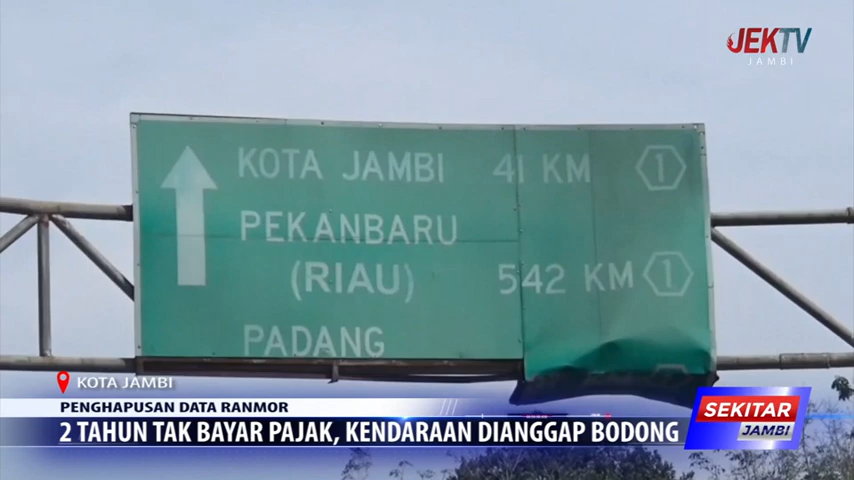 JEKTV
JAMBI
KOTA JAMBI 41 KM 1
PEKANBARU
(RIAU) 542 KM 1
PADANG
KOTA JAMBI
PENGHAPUSAN DATA RANMOR
2 TAHUN TAK BAYAR PAJAK, KENDARAAN DIANGGAP BODONG
SEKITAR
JAMBI